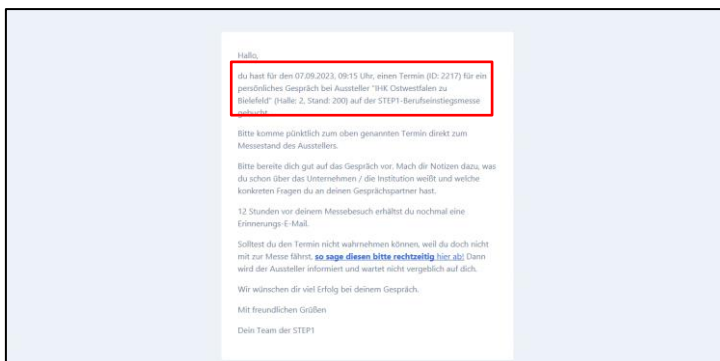 Hallo,
du hast für den 07.09.2023, 09:15 Uhr, einen Termin (ID: 2217) für ein
persönliches Gespräch bei Aussteller "IHK Ostwestfalen zu
Bielefeld" (Halle: 2, Stand: 200) auf der STEP1-Berufseinstiegsmesse
gebucht.
Bitte komme pünktlich zum oben genannten Termin direkt zum
Messestand des Ausstellers.
Bitte bereite dich gut auf das Gespräch vor. Mach dir Notizen dazu, was
du schon über das Unternehmen / die Institution weißt und welche
konkreten Fragen du an deinen Gesprächspartner hast.
12 Stunden vor deinem Messebesuch erhältst du nochmal eine
Erinnerungs-E-Mail.
Solltest du den Termin nicht wahrnehmen können, weil du doch nicht
mit zur Messe fährst, so sage diesen bitte rechtzeitig hier ab! Dann
wird der Aussteller informiert und wartet nicht vergeblich auf dich.
Wir wünschen dir viel Erfolg bei deinem Gespräch.
Mit freundlichen Grüßen
Dein Team der STEP1